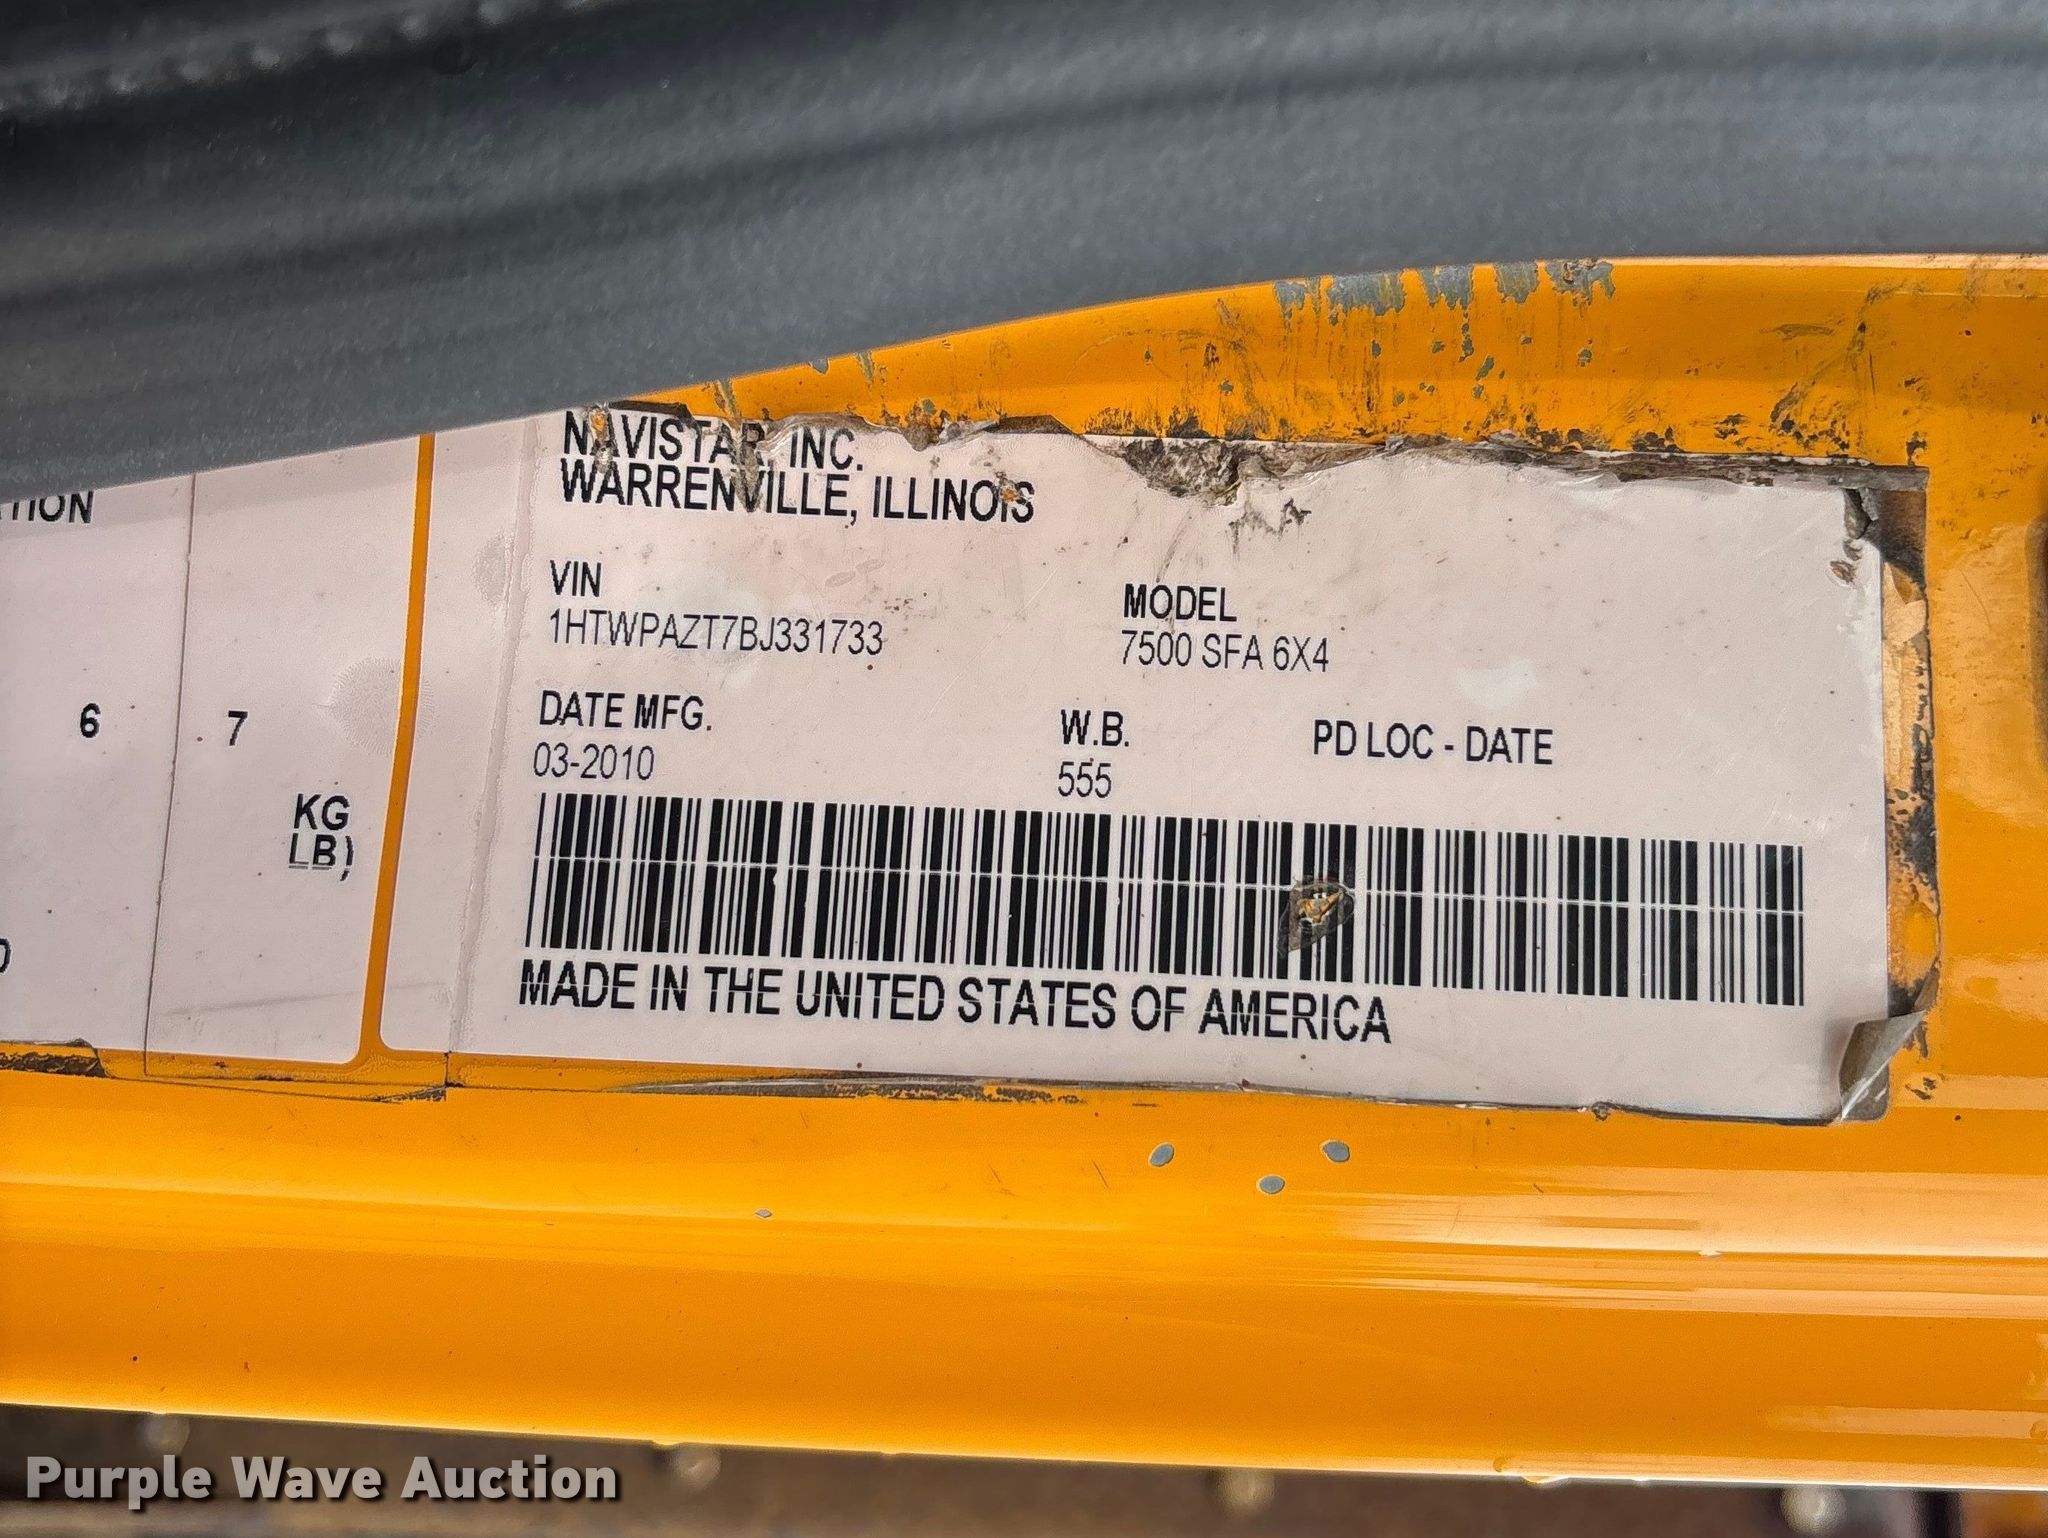 NAVISTAR, INC.
WARRENVILLE, ILLINOIS
VIN
1HTWPAZT7BJ331733
MODEL
7500 SFA 6X4
DATE MFG.
03-2010
W.B.
555
PD LOC - DATE
MADE IN THE UNITED STATES OF AMERICA
6
7
KG
LB)
Purple Wave Auction